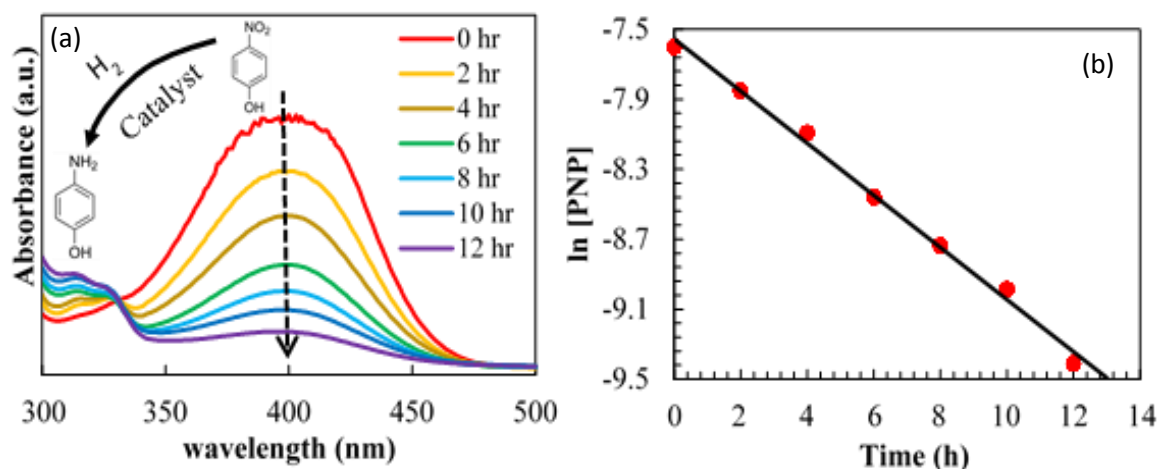 (a)
NO₂
OH
H₂
Catalyst
NH₂
OH
0 hr
2 hr
4 hr
6 hr
8 hr
10 hr
12 hr
Absorbance (a.u.)
300 350 400 450 500
wavelength (nm)
(b)
ln [PNP]
-7.5
-7.9
-8.3
-8.7
-9.1
-9.5
0 2 4 6 8 10 12 14
Time (h)